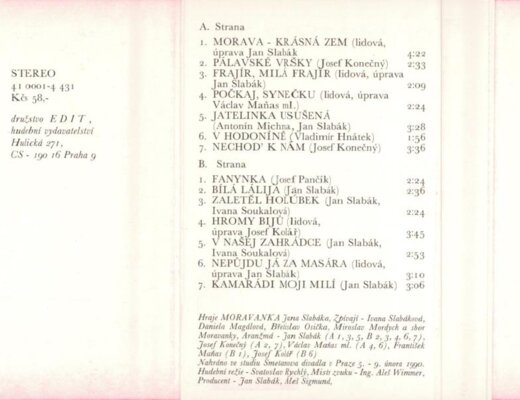 STEREO
41 0001-4 431
Kčs 58,-
družstvo EDIT,
hudební vydavatelství
Hulická 271,
CS - 190 16 Praha 9
A. Strana
1. MORAVA - KRÁSNÁ ZEM (lidová,
úprava Jan Slabák) 4:22
2. PÁLAVSKÉ VRŠKY (Josef Konečný) 2:33
3. FRAJÍR, MILÁ FRAJÍR (lidová, úprava
Jan Slabák) 2:09
4. POČKAJ, SYNEČKU (lidová, úprava
Václav Maňas ml.) 2:24
5. JATELINKA USUŠENÁ
(Antonín Michna, Jan Slabák) 3:28
6. V HODONÍNĚ (Vladimír Hnátek) 1:56
7. NECHOĎ K NÁM (Josef Konečný) 3:36
B. Strana
1. FANYNKA (Josef Pančík) 2:24
2. BÍLÁ LALIJA (Jan Slabák) 2:36
3. ZALETĚL HOLÚBEK (Jan Slabák,
Ivana Soukalová) 2:24
4. HROMY BIJÚ (lidová,
úprava Josef Kolář) 3:45
5. V NAŠEJ ZAHRÁDCE (Jan Slabák,
Ivana Soukalová) 2:53
6. NEPÚJDU JÁ ZA MASÁRA (lidová,
úprava Jan Slabák) 3:10
7. KAMARÁDI MOJI MILÍ (Jan Slabák) 3:06
Hraje MORAVANKA Jana Slabáka, Zpívají - Ivana Slabáková,
Daniela Magálová, Břetislav Osička, Miroslav Mordych a sbor
Moravanky, Aranžmá - Jan Slabák (A 1, 3, 5, B 2, 3, 4, 6, 7),
Josef Konečný (A 2, 7), Václav Maňas ml. (A 4, 6), František
Maňas (B 1), Josef Kolář (B 6)
Nahráno ve studiu Smetanova divadla v Praze 5. - 9. února 1990.
Hudební režie - Svatoslav Rychlý, Mistr zvuku - Ing. Aleš Wimmer,
Producent - Jan Slabák, Aleš Sigmund,